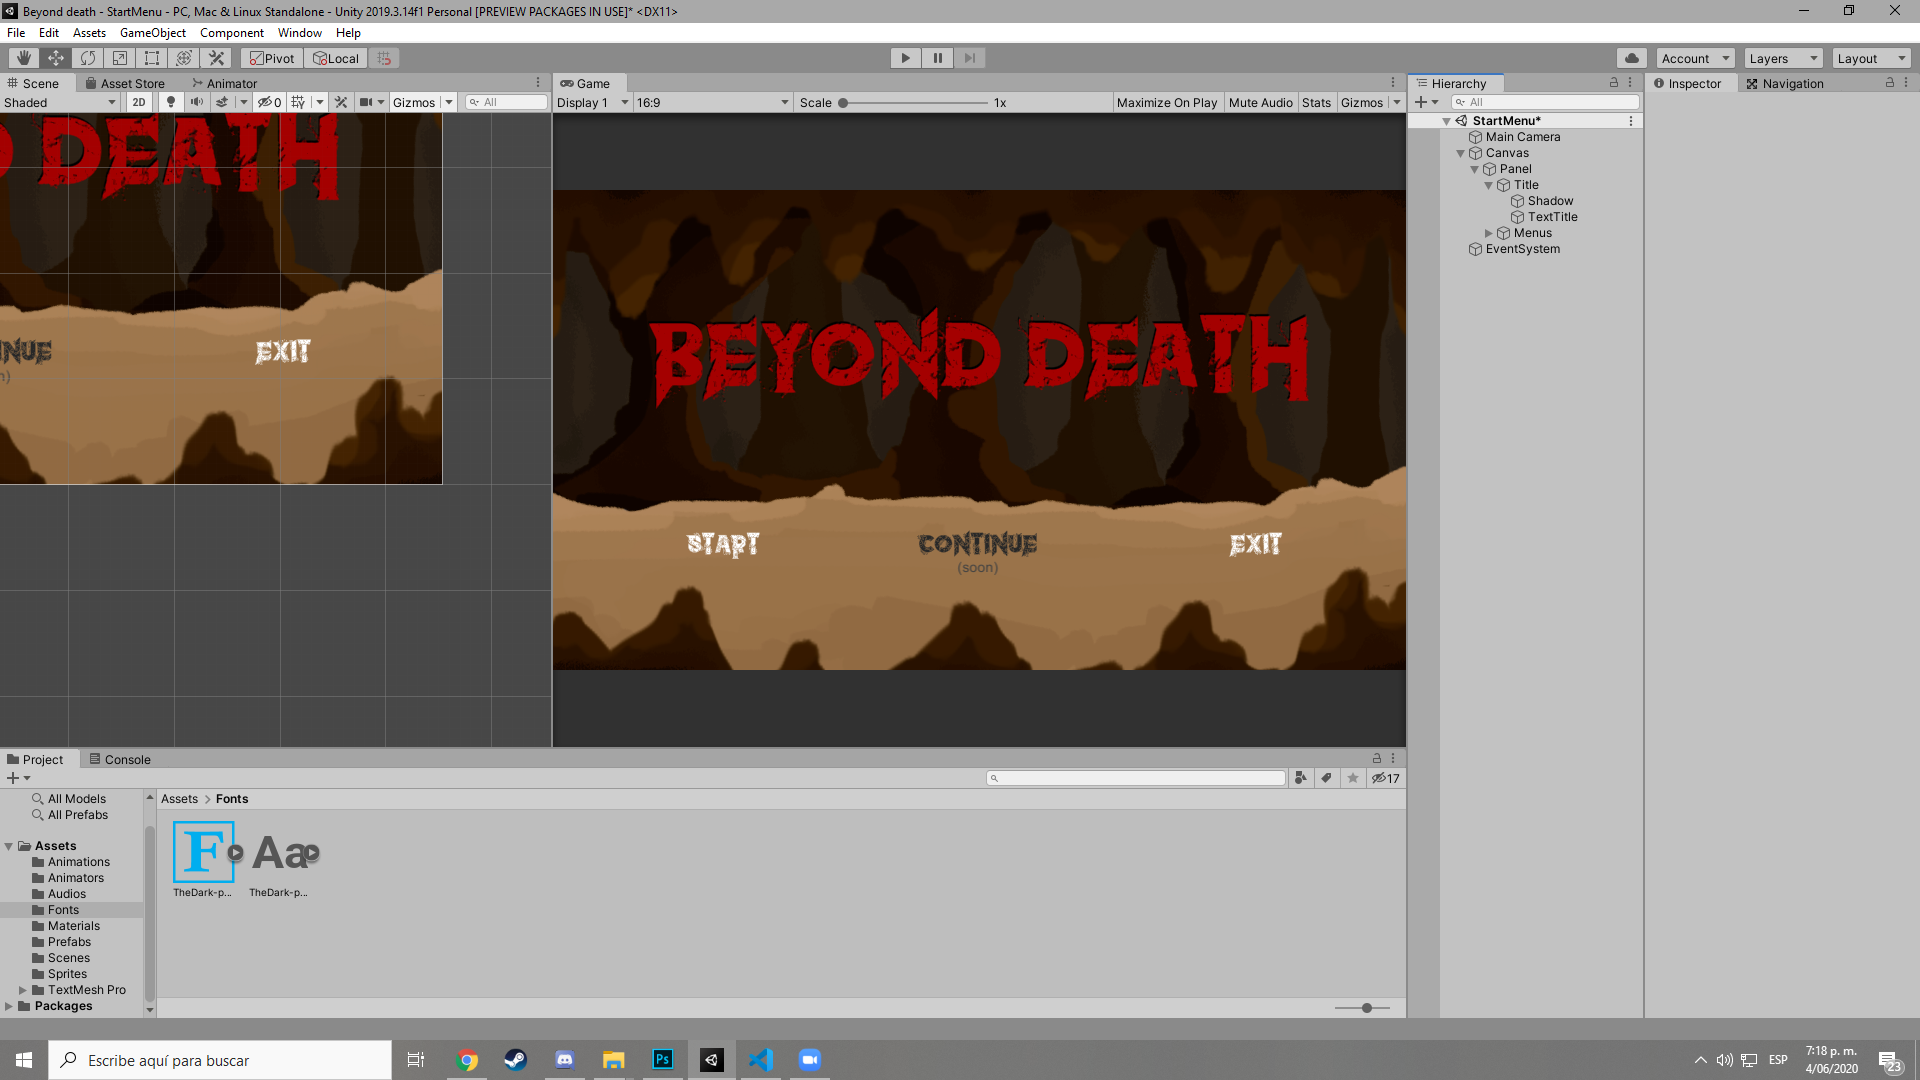 Beyond death - StartMenu - PC, Mac & Linux Standalone - Unity 2019.3.14f1 Personal [PREVIEW PACKAGES IN USE]* <DX11>
File Edit Assets GameObject Component Window Help
Pivot Local Account Layers Layout
Scene Asset Store Animator Game Hierarchy Inspector Navigation
Shaded 2D 0 Gizmos All Display 1 16:9 Scale 1x Maximize On Play Mute Audio Stats Gizmos All
StartMenu*
Main Camera
Canvas
Panel
Title
Shadow
TextTitle
Menus
EventSystem
D DEATH
INUE EXIT
n)
BEYOND DEATH
START CONTINUE EXIT
(soon)
Project Console
17
All Models
All Prefabs
Assets
Animations
Animators
Audios
Fonts
Materials
Prefabs
Scenes
Sprites
TextMesh Pro
Packages
Assets > Fonts
F Aa
TheDark-p... TheDark-p...
Escribe aquí para buscar
Ps
ESP
7:18 p. m.
4/06/2020
23